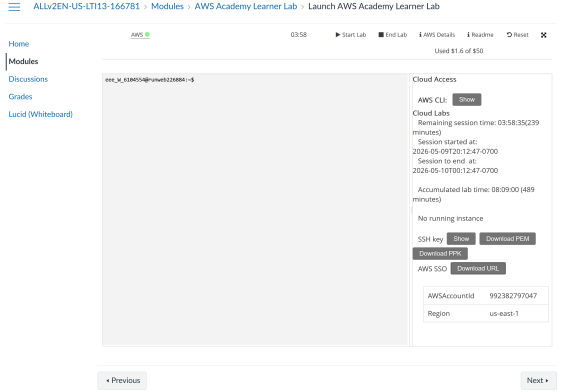 ALLv2EN-US-LTI13-166781 > Modules > AWS Academy Learner Lab > Launch AWS Academy Learner Lab
Home
Modules
Discussions
Grades
Lucid (Whiteboard)
AWS 03:58 Start Lab End Lab AWS Details Readme Reset
Used $1.6 of $50
eee_W_6104554@runweb226884:~$
Cloud Access
AWS CLI: Show
Cloud Labs
Remaining session time: 03:58:35(239
minutes)
Session started at:
2026-05-09T20:12:47-0700
Session to end at:
2026-05-10T00:12:47-0700
Accumulated lab time: 08:09:00 (489
minutes)
No running instance
SSH key Show Download PEM
Download PPK
AWS SSO Download URL
AWSAccountId 992382797047
Region us-east-1
Previous
Next